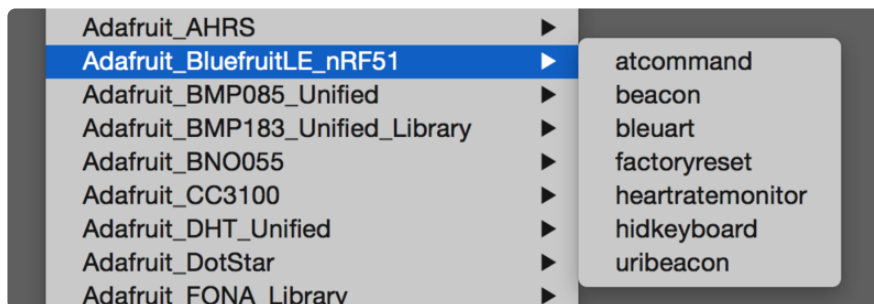 Adafruit_AHRS
Adafruit_BluefruitLE_nRF51
Adafruit_BMP085_Unified
Adafruit_BMP183_Unified_Library
Adafruit_BNO055
Adafruit_CC3100
Adafruit_DHT_Unified
Adafruit_DotStar
Adafruit_FONA_Library
atcommand
beacon
bleuart
factoryreset
heartratemonitor
hidkeyboard
uribeacon